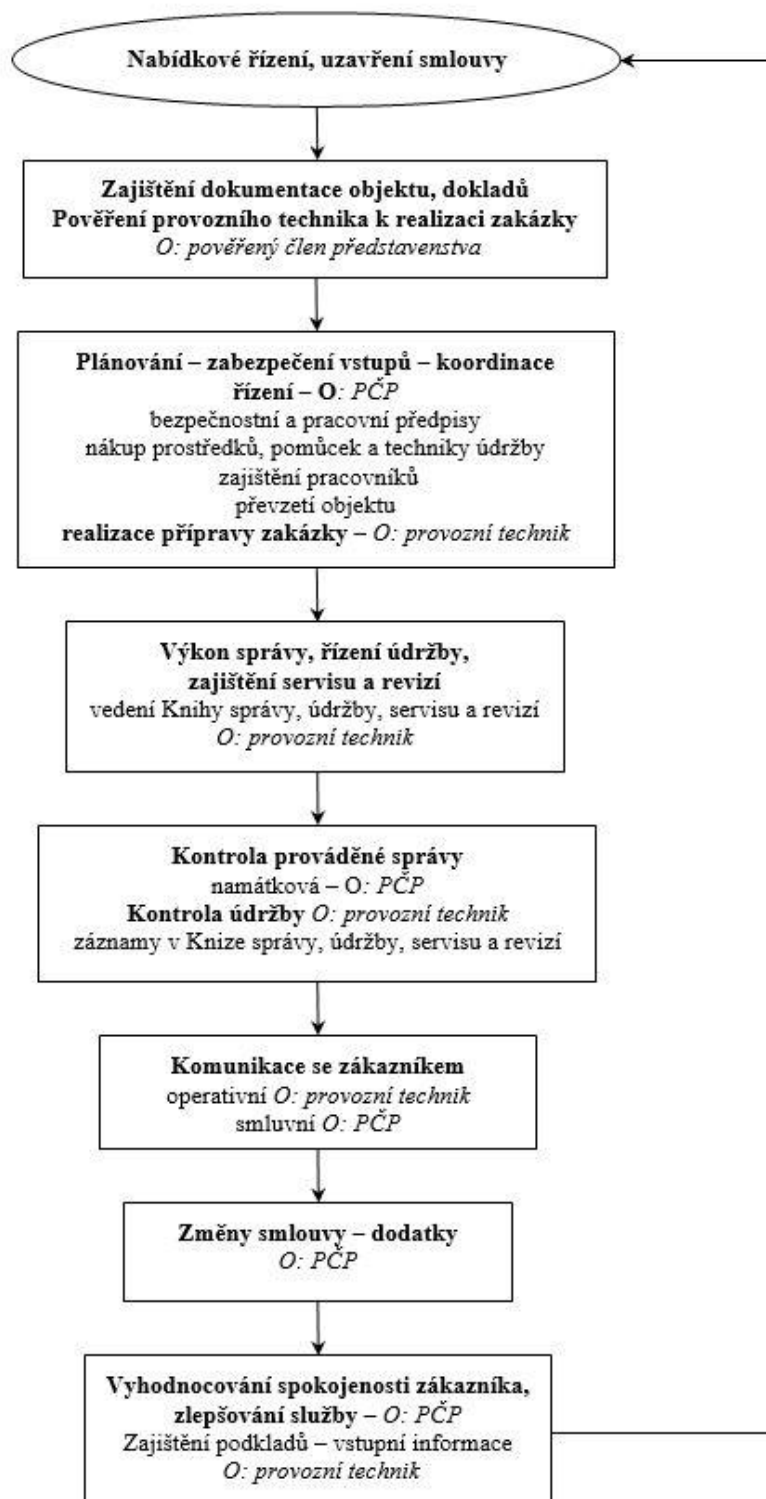 Nabídkové řízení, uzavření smlouvy
Zajištění dokumentace objektu, dokladů
Pověření provozního technika k realizaci zakázky
O: pověřený člen představenstva
Plánování – zabezpečení vstupů – koordinace
řízení – O: PČP
bezpečnostní a pracovní předpisy
nákup prostředků, pomůcek a techniky údržby
zajištění pracovníků
převzetí objektu
realizace přípravy zakázky – O: provozní technik
Výkon správy, řízení údržby,
zajištění servisu a revizí
vedení Knihy správy, údržby, servisu a revizí
O: provozní technik
Kontrola prováděné správy
namátková – O: PČP
Kontrola údržby O: provozní technik
záznamy v Knize správy, údržby, servisu a revizí
Komunikace se zákazníkem
operativní O: provozní technik
smluvní O: PČP
Změny smlouvy – dodatky
O: PČP
Vyhodnocování spokojenosti zákazníka,
zlepšování služby – O: PČP
Zajištění podkladů – vstupní informace
O: provozní technik